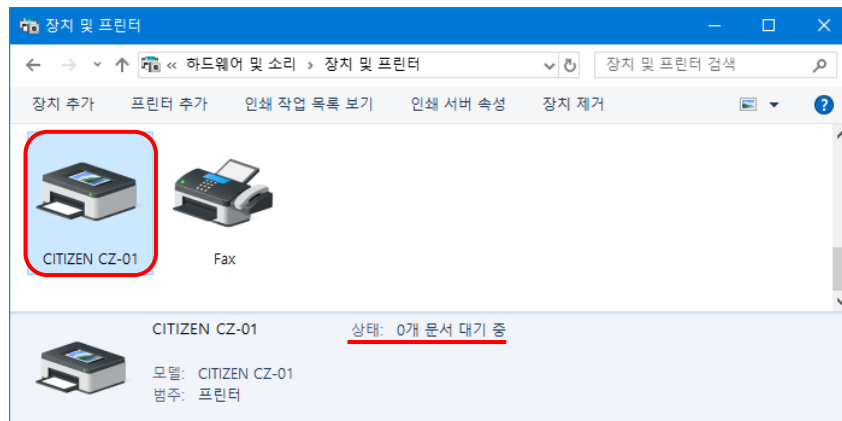 장치 및 프린터
« 하드웨어 및 소리 › 장치 및 프린터
장치 및 프린터 검색
장치 추가 프린터 추가 인쇄 작업 목록 보기 인쇄 서버 속성 장치 제거
CITIZEN CZ-01 Fax
CITIZEN CZ-01 상태: 0개 문서 대기 중
모델: CITIZEN CZ-01
범주: 프린터